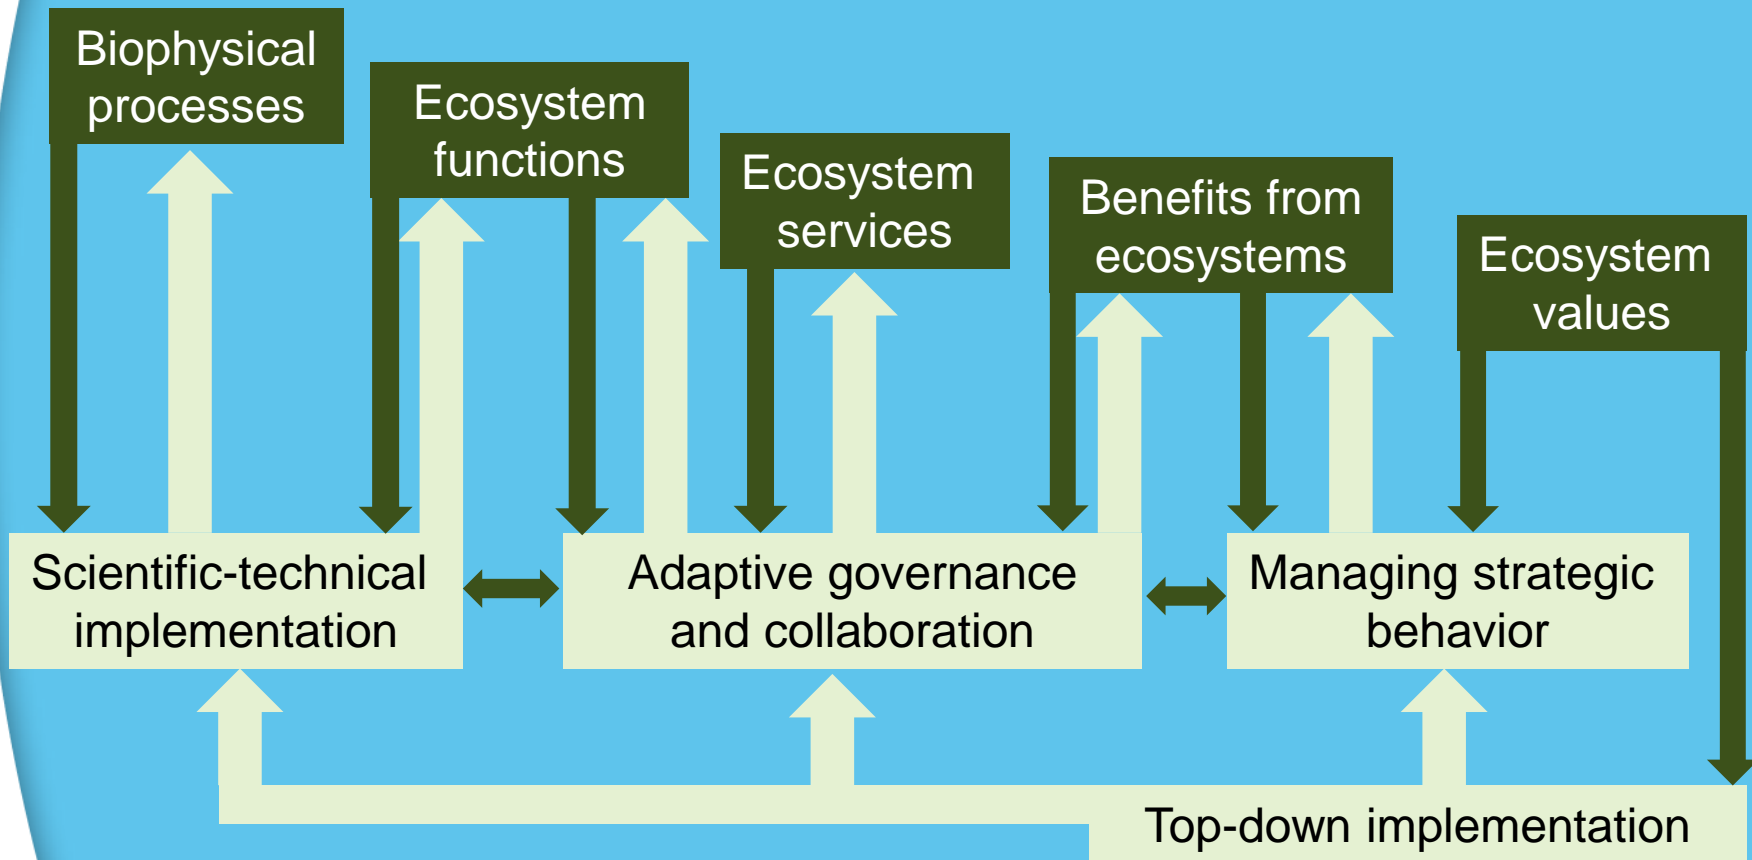 Biophysical
processes
Ecosystem
functions
Ecosystem
services
Benefits from
ecosystems
Ecosystem
values
Scientific-technical
implementation
Adaptive governance
and collaboration
Managing strategic
behavior
Top-down implementation